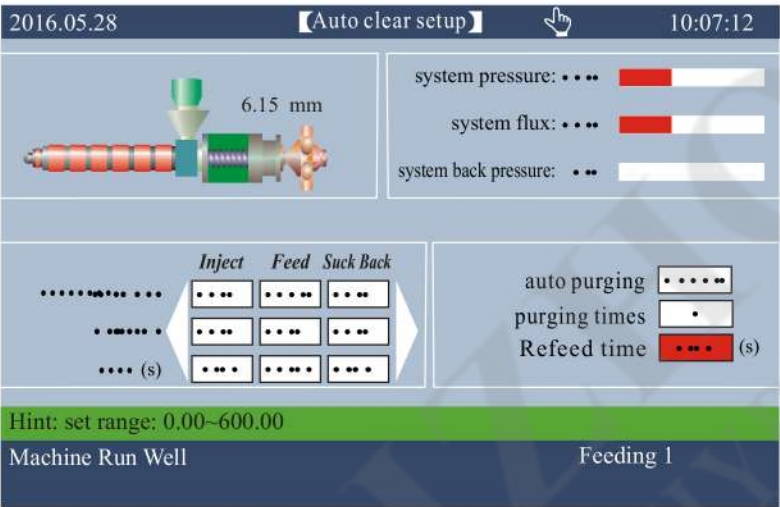 2016.05.28 【Auto clear setup】 10:07:12
6.15 mm
system pressure:
system flux:
system back pressure:
Inject Feed Suck Back
(s)
auto purging
purging times
Refeed time (s)
Hint: set range: 0.00~600.00
Machine Run Well Feeding 1